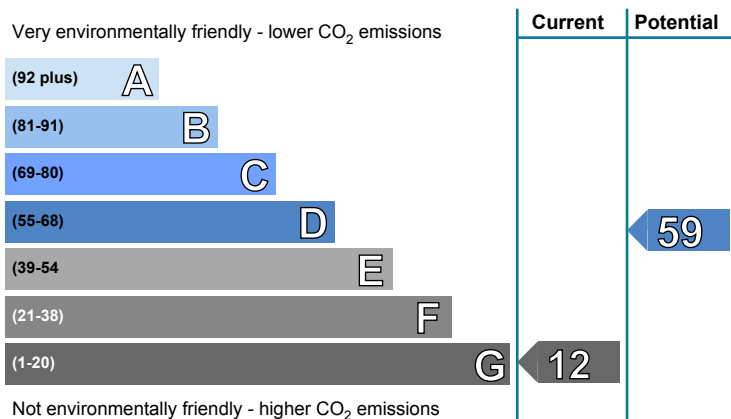 Very environmentally friendly - lower CO2 emissions
Current
Potential
(92 plus) A
(81-91) B
(69-80) C
(55-68) D
59
(39-54 E
(21-38) F
(1-20) G
12
Not environmentally friendly - higher CO2 emissions